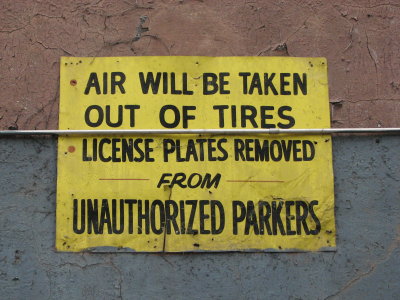 AIR WILL BE TAKEN
OUT OF TIRES
LICENSE PLATES REMOVED
FROM
UNAUTHORIZED PARKERS